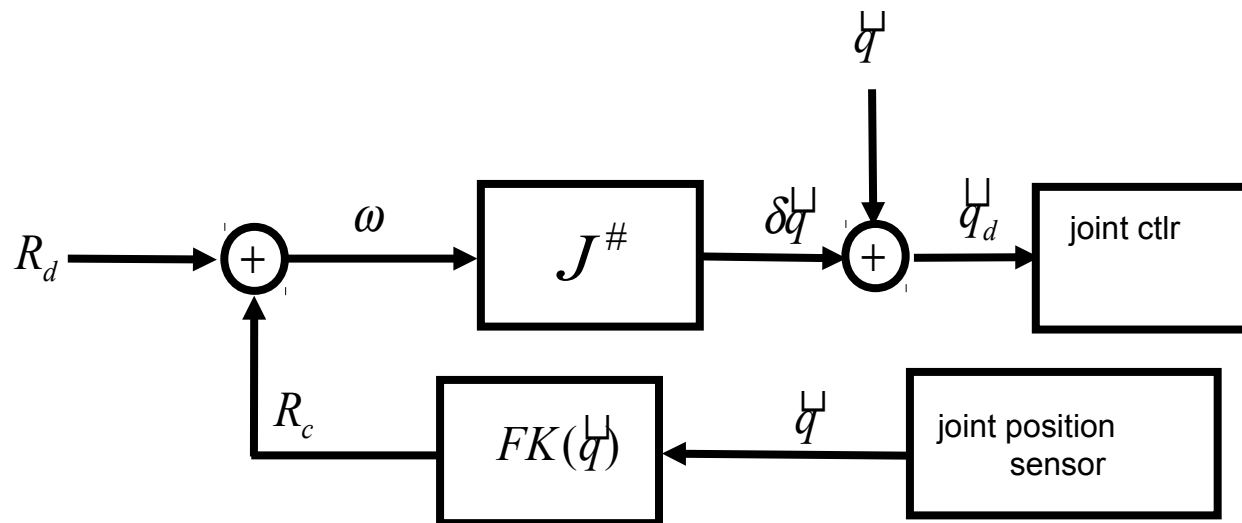 q
R_d
+
ω
J^#
δq
+
q_d
joint ctlr
R_c
FK(q)
q
joint position
sensor